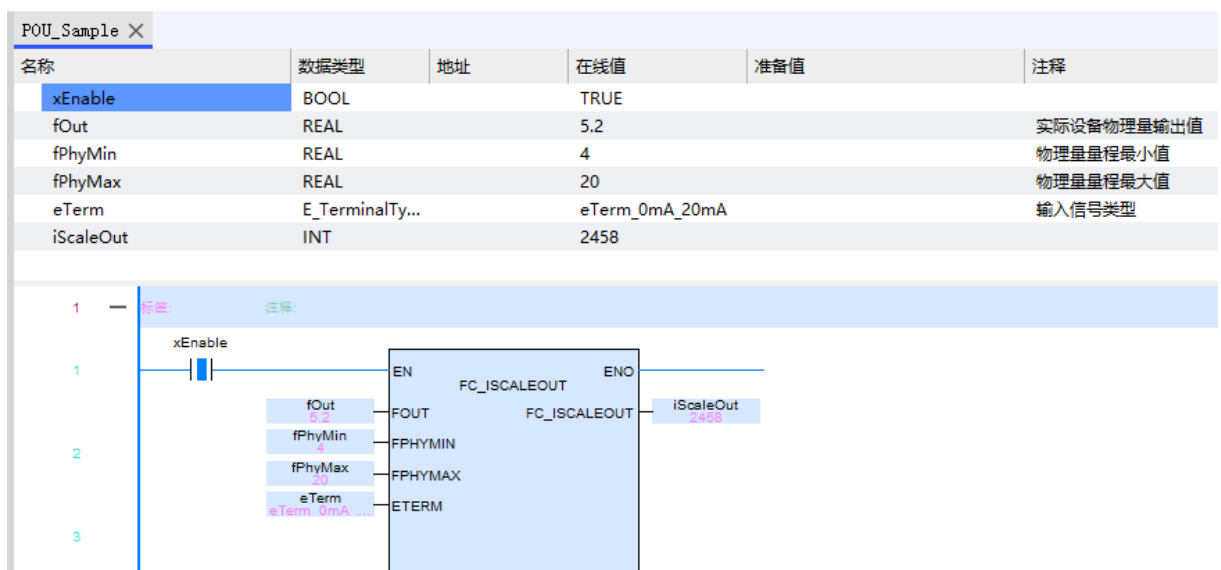 POU_Sample
名称 数据类型 地址 在线值 准备值 注释
xEnable BOOL TRUE
fOut REAL 5.2 实际设备物理量输出值
fPhyMin REAL 4 物理量量程最小值
fPhyMax REAL 20 物理量量程最大值
eTerm E_TerminalTy... eTerm_0mA_20mA 输入信号类型
iScaleOut INT 2458
1 标签: 注释:
xEnable
1 EN ENO
FC_ISCALEOUT
fOut
5.2
FOUT FC_ISCALEOUT
iScaleOut
2458
fPhyMin
4
FPHYMIN
2
fPhyMax
20
FPHYMAX
eTerm
eTerm_0mA ...
ETERM
3